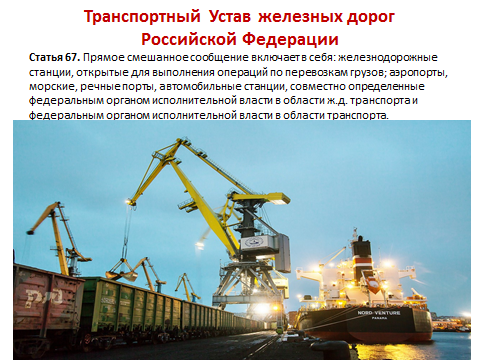 Транспортный Устав железных дорог
Российской Федерации
Статья 67. Прямое смешанное сообщение включает в себя: железнодорожные
станции, открытые для выполнения операций по перевозкам грузов; аэропорты,
морские, речные порты, автомобильные станции, совместно определенные
федеральным органом исполнительной власти в области ж.д. транспорта и
федеральным органом исполнительной власти в области транспорта.
NORD-VENTURE
PANAMA